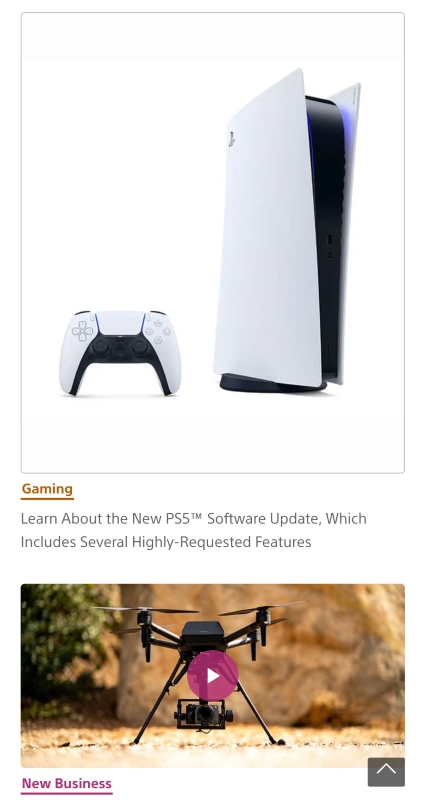 Gaming
Learn About the New PS5™ Software Update, Which
Includes Several Highly-Requested Features
New Business